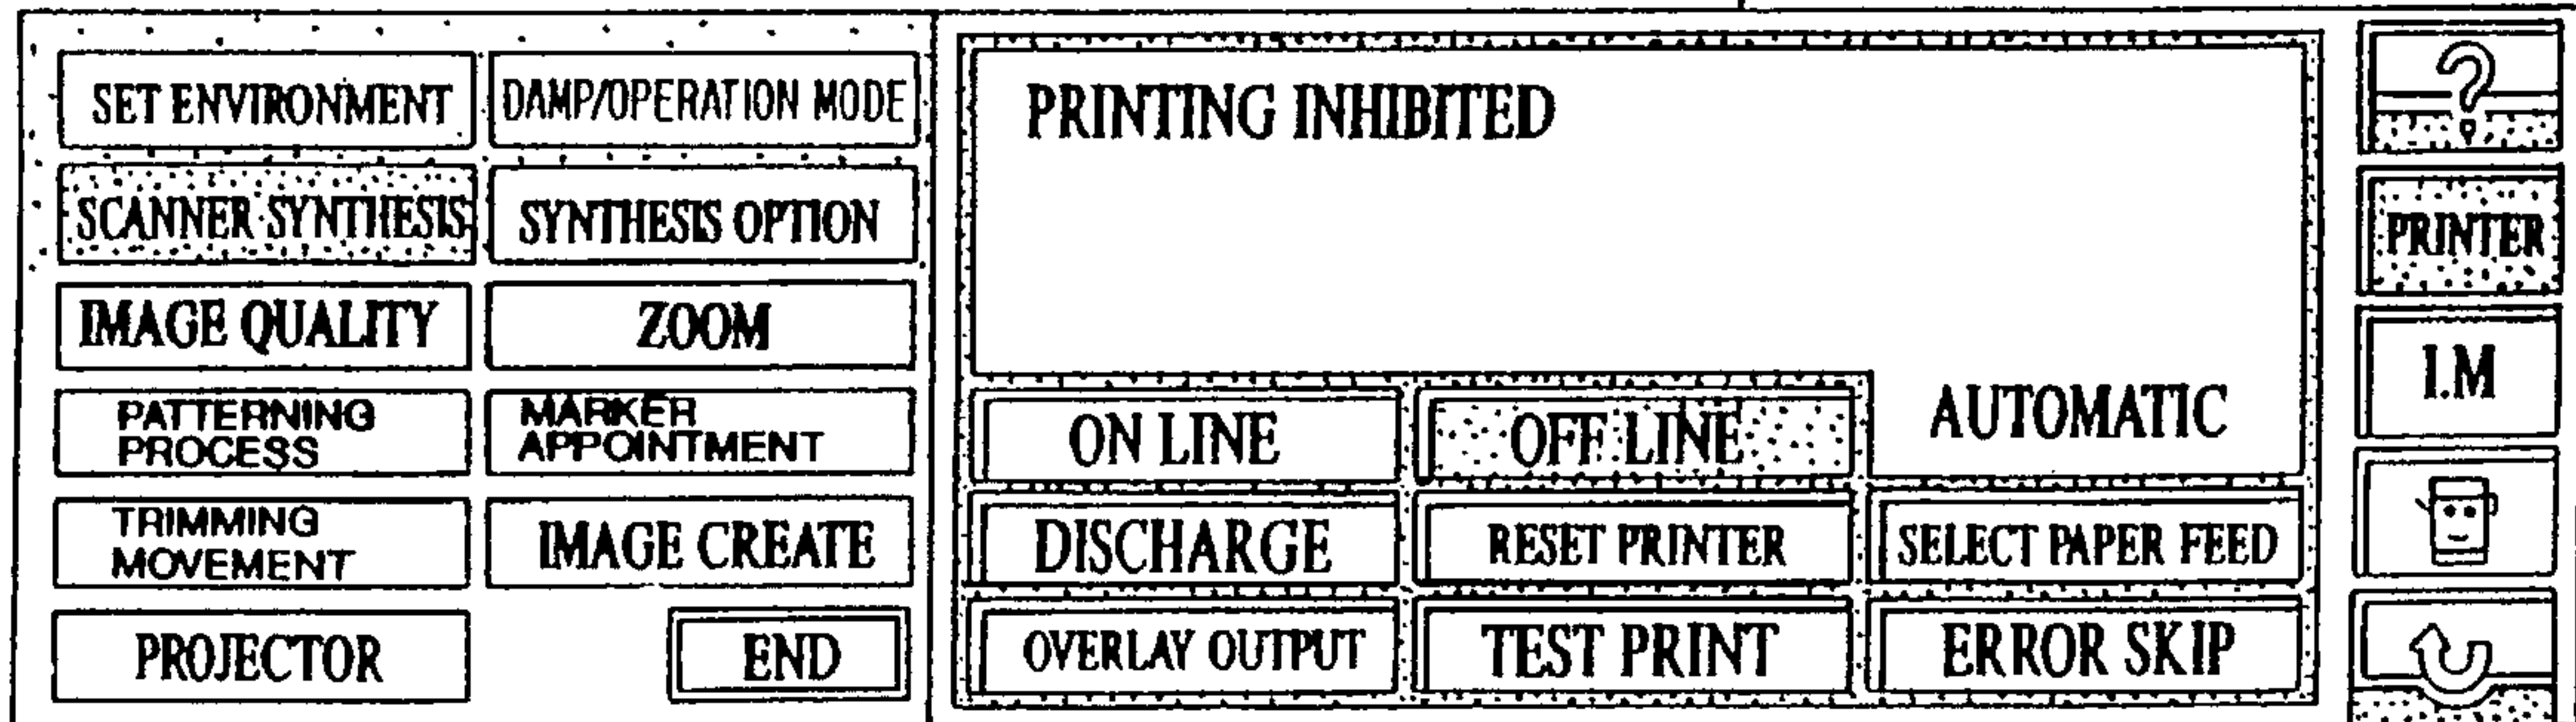 SET ENVIRONMENT
DAMP/OPERATION MODE
SCANNER SYNTHESIS
SYNTHESIS OPTION
IMAGE QUALITY
ZOOM
PATTERNING
PROCESS
MARKER
APPOINTMENT
TRIMMING
MOVEMENT
IMAGE CREATE
PROJECTOR
END
PRINTING INHIBITED
AUTOMATIC
ON LINE
OFF LINE
DISCHARGE
RESET PRINTER
SELECT PAPER FEED
OVERLAY OUTPUT
TEST PRINT
ERROR SKIP
?
PRINTER
I.M